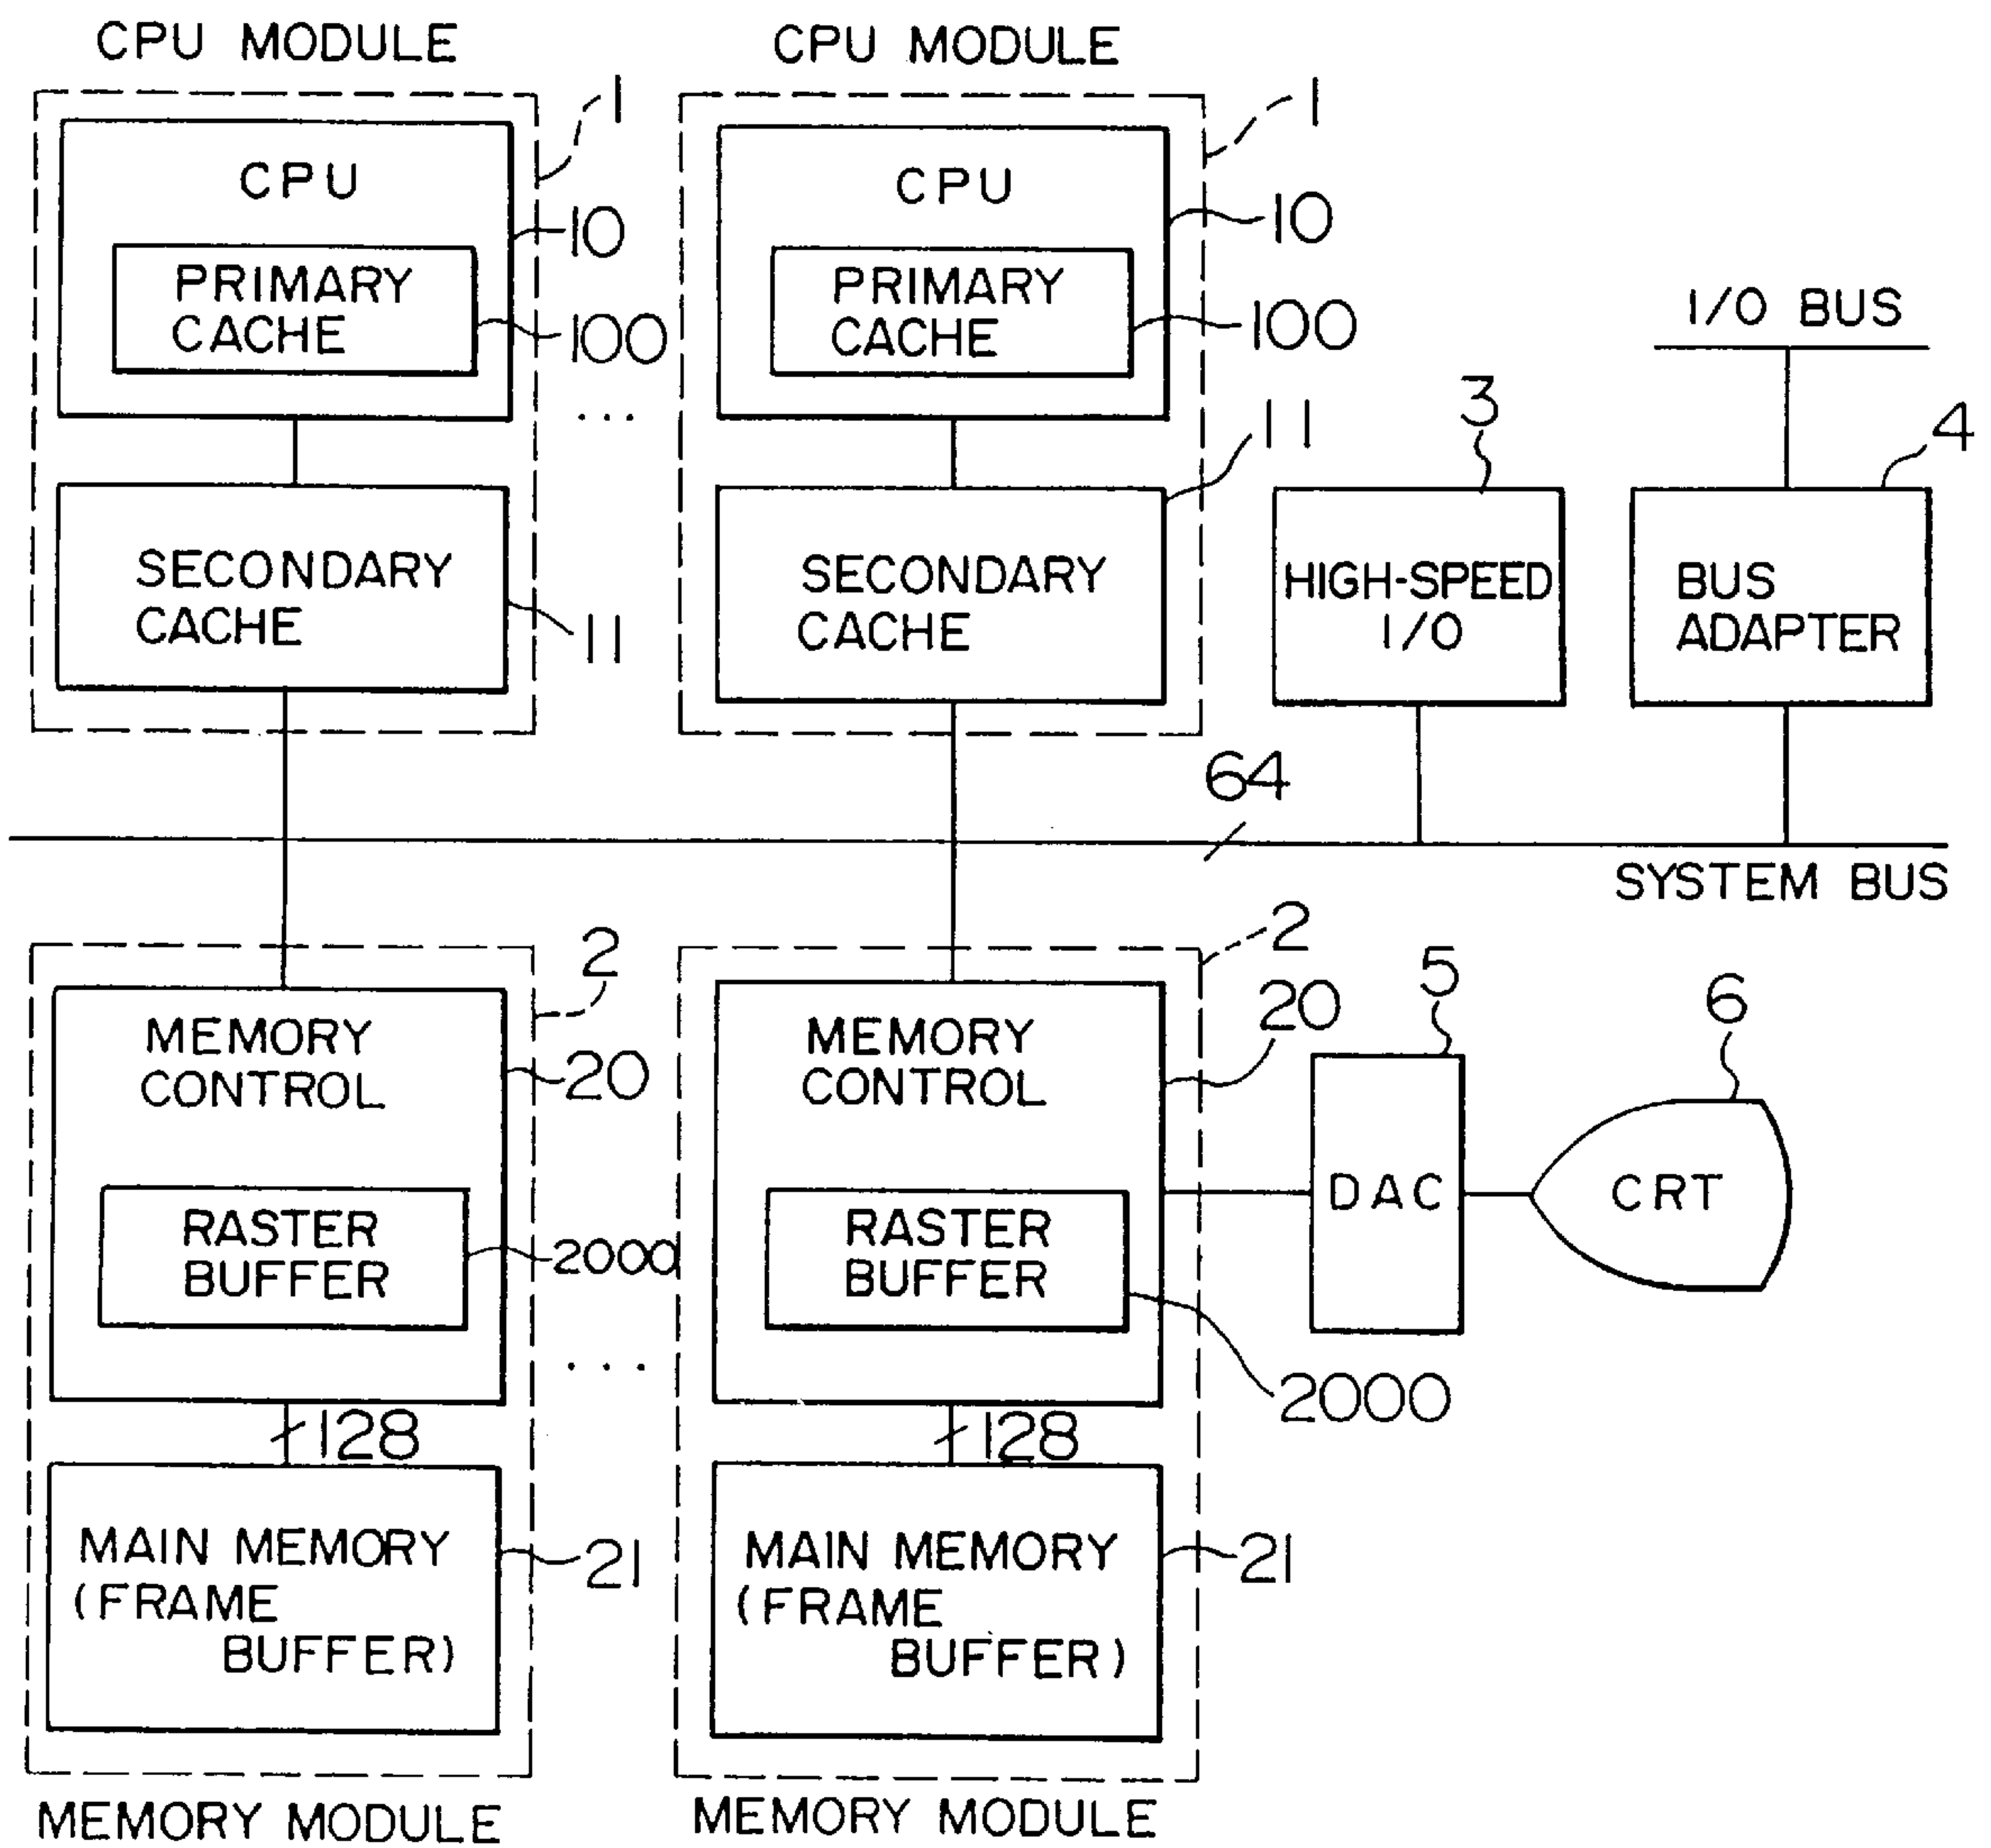 CPU MODULE
1
CPU
10
PRIMARY
CACHE
100
SECONDARY
CACHE
11
...
CPU MODULE
1
CPU
10
PRIMARY
CACHE
100
11
SECONDARY
CACHE
3
HIGH-SPEED
I/O
I/O BUS
4
BUS
ADAPTER
64
SYSTEM BUS
2
MEMORY
CONTROL
20
RASTER
BUFFER
2000
128
MAIN MEMORY
(FRAME
BUFFER)
21
MEMORY MODULE
...
2
MEMORY
CONTROL
20
RASTER
BUFFER
2000
128
MAIN MEMORY
(FRAME
BUFFER)
21
MEMORY MODULE
5
DAC
6
CRT